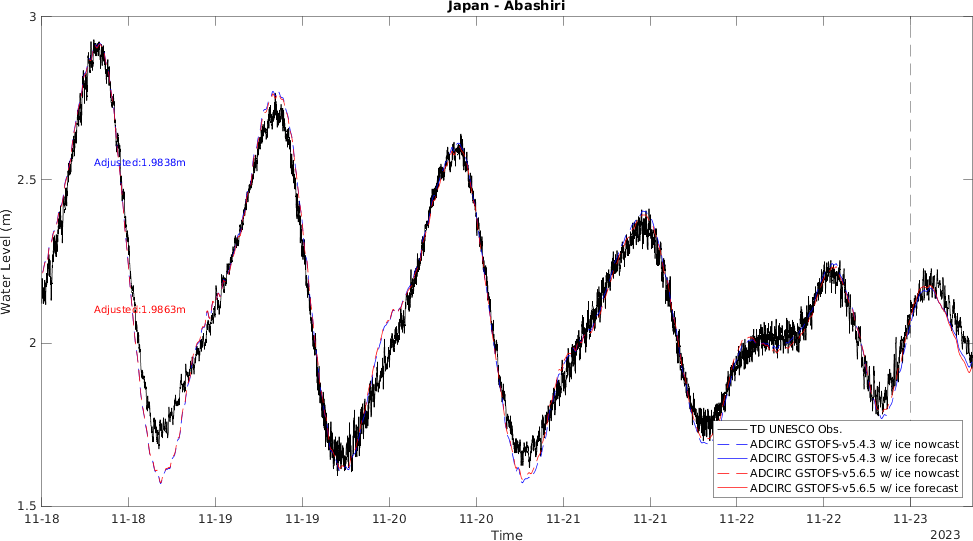 Japan - Abashiri
3
2.5
2
1.5
Water Level (m)
Adjusted:1.9838m
Adjusted:1.9863m
TD UNESCO Obs.
ADCIRC GSTOFS-v5.4.3 w/ ice nowcast
ADCIRC GSTOFS-v5.4.3 w/ ice forecast
ADCIRC GSTOFS-v5.6.5 w/ ice nowcast
ADCIRC GSTOFS-v5.6.5 w/ ice forecast
11-18 11-18 11-19 11-19 11-20 11-20 11-21 11-21 11-22 11-22 11-23
Time
2023